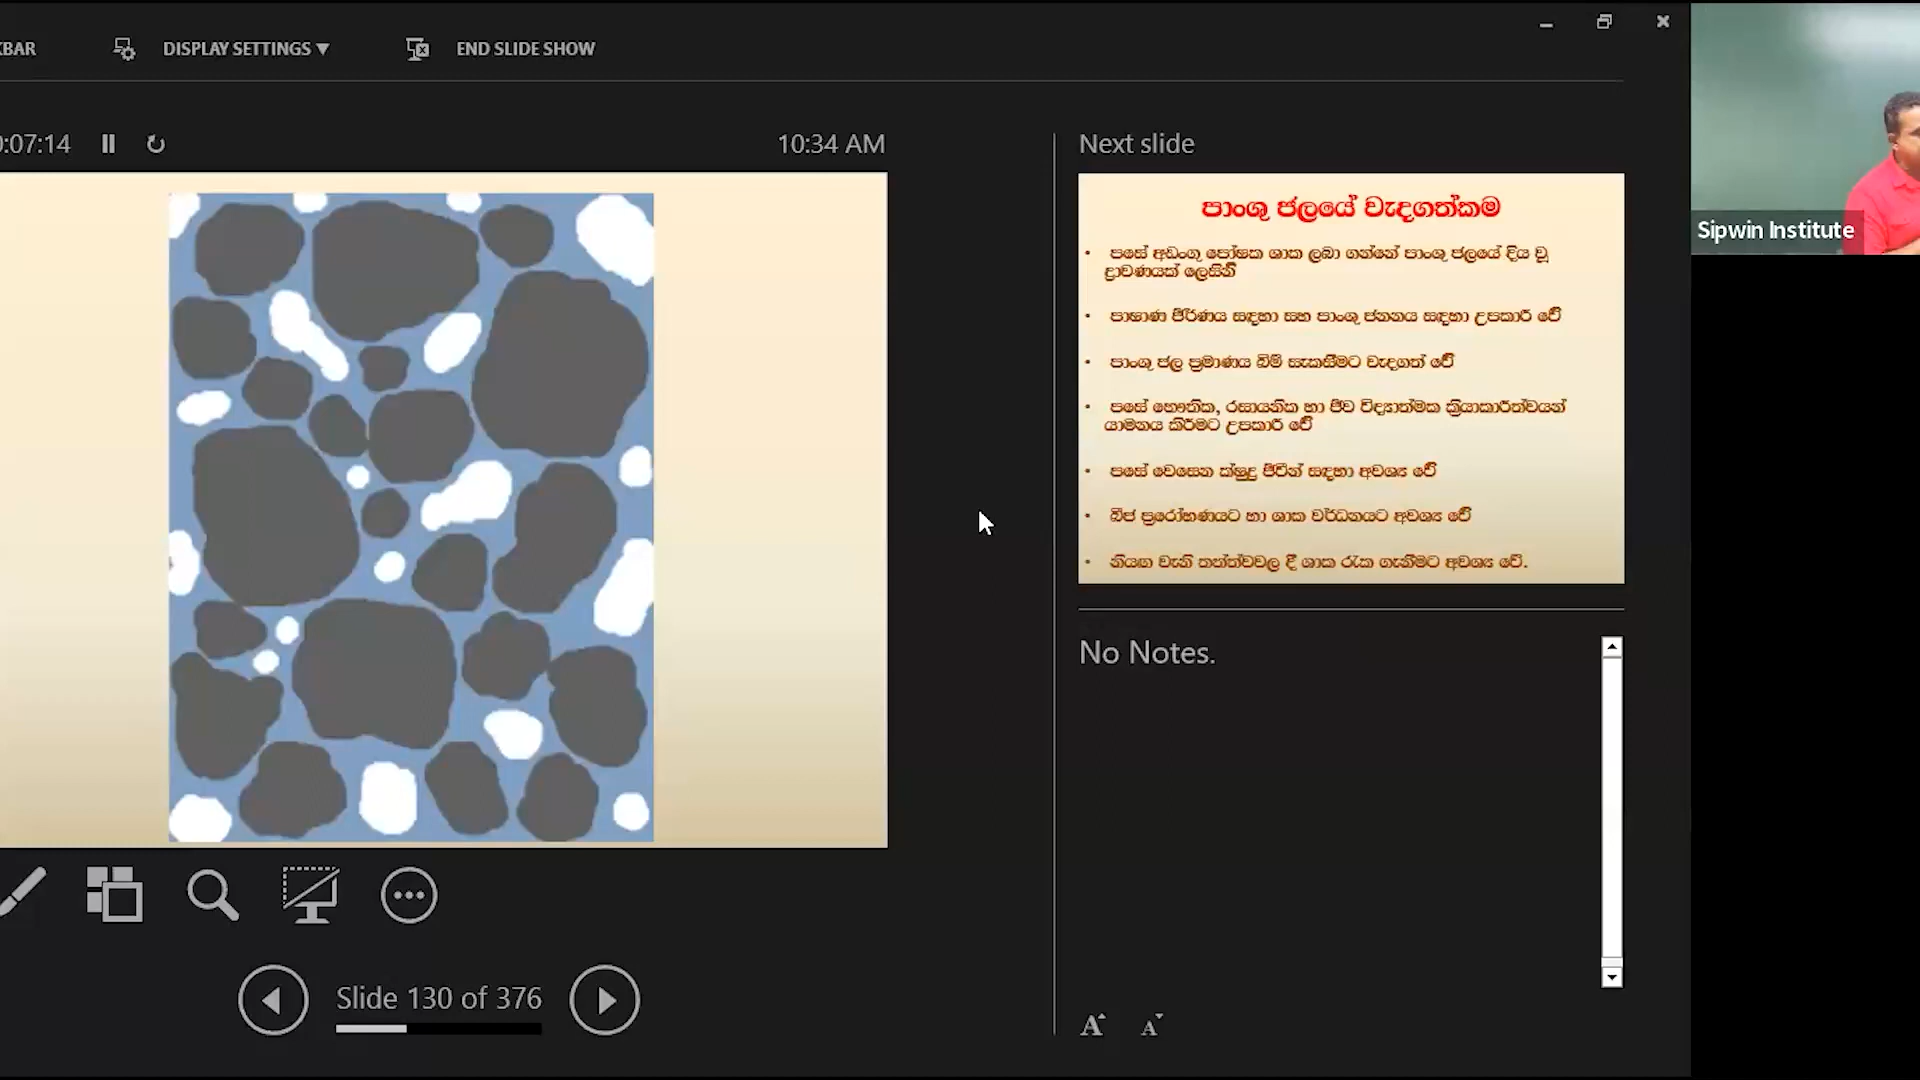 KBAR
DISPLAY SETTINGS ▼
END SLIDE SHOW
0:07:14
10:34 AM
Next slide
පාංශු ජලයේ වැදගත්කම
• පසේ අඩංගු පෝෂක ශාක ලබා ගන්නේ පාංශු ජලයේ දිය වූ
ද්‍රාවණයක් ලෙසිනි
• පාෂාණ ජීර්ණය සඳහා සහ පාංශු ජනනය සඳහා උපකාරී වේ
• පාංශු ජල ප්‍රමාණය බිම් සැකසීමට වැදගත් වේ
• පසේ භෞතික, රසායනික හා ජීව විද්‍යාත්මක ක්‍රියාකාරීත්වයන්
යාමනය කිරීමට උපකාරී වේ
• පසේ වෙසෙන ක්ෂුද්‍ර ජීවීන් සඳහා අවශ්‍ය වේ
• බීජ ප්‍රරෝහණයට හා ශාක වර්ධනයට අවශ්‍ය වේ
• නියඟ වැනි තත්ත්වවල දී ශාක රැක ගැනීමට අවශ්‍ය වේ.
Sipwin Institute
No Notes.
Slide 130 of 376
A A